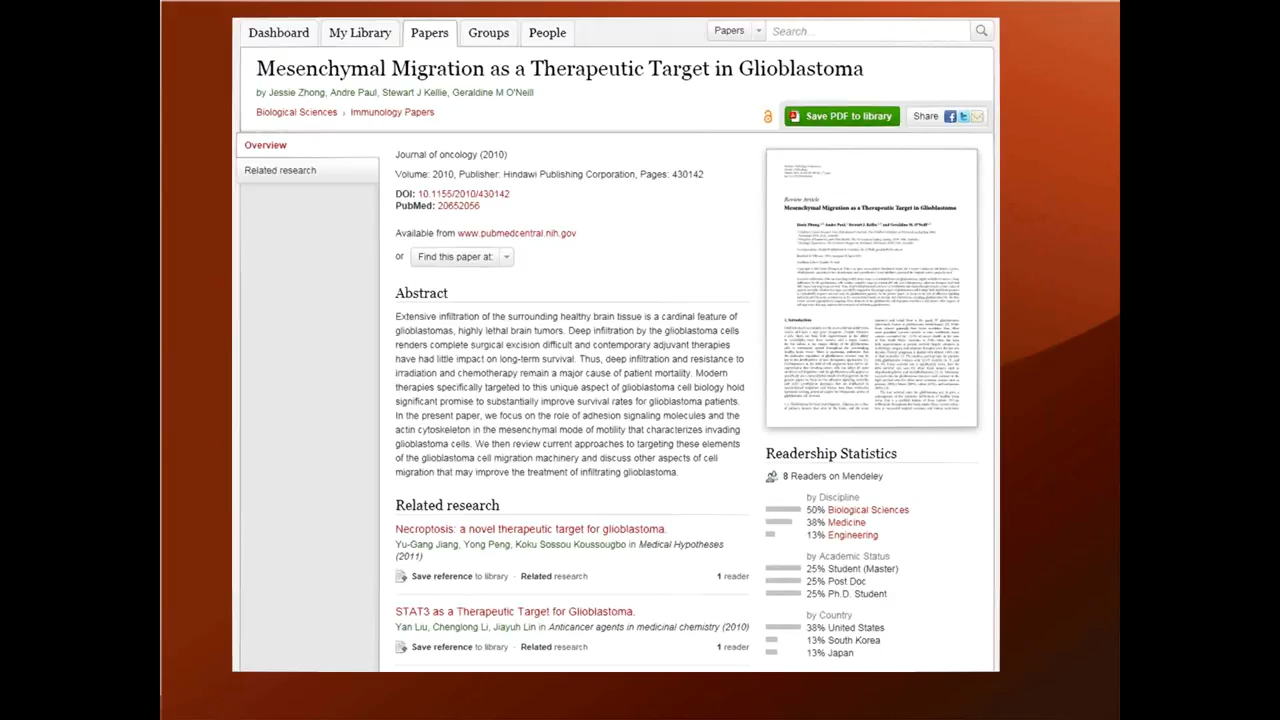 Dashboard My Library Papers Groups People Papers Search...
Mesenchymal Migration as a Therapeutic Target in Glioblastoma
by Jessie Zhong, Andre Paul, Stewart J Kellie, Geraldine M O'Neill
Biological Sciences › Immunology Papers
Save PDF to library Share
Overview
Related research
Journal of oncology (2010)
Volume: 2010, Publisher: Hindawi Publishing Corporation, Pages: 430142
DOI: 10.1155/2010/430142
PubMed: 20652056
Available from www.pubmedcentral.nih.gov
or Find this paper at:
Abstract
Extensive infiltration of the surrounding healthy brain tissue is a cardinal feature of
glioblastomas, highly lethal brain tumors. Deep infiltration by the glioblastoma cells
renders complete surgical excision difficult and contemporary adjuvant therapies
have had little impact on long-term survival. Thus, deep infiltration and resistance to
irradiation and chemotherapy remain a major cause of patient mortality. Modern
therapies specifically targeted to this unique aspect of glioblastoma cell biology hold
significant promise to substantially improve survival rates for glioblastoma patients.
In the present paper, we focus on the role of adhesion signaling molecules and the
actin cytoskeleton in the mesenchymal mode of motility that characterizes invading
glioblastoma cells. We then review current approaches to targeting these elements
of the glioblastoma cell migration machinery and discuss other aspects of cell
migration that may improve the treatment of infiltrating glioblastoma.
Related research
Necroptosis: a novel therapeutic target for glioblastoma.
Yu-Gang Jiang, Yong Peng, Koku Sossou Koussougbo in Medical Hypotheses
(2011)
Save reference to library · Related research 1 reader
STAT3 as a Therapeutic Target for Glioblastoma.
Yan Liu, Chenglong Li, Jiayuh Lin in Anticancer agents in medicinal chemistry (2010)
Save reference to library · Related research 1 reader
Review Article
Mesenchymal Migration as a Therapeutic Target in Glioblastoma
1. Introduction
Readership Statistics
8 Readers on Mendeley
by Discipline
50% Biological Sciences
38% Medicine
13% Engineering
by Academic Status
25% Student (Master)
25% Post Doc
25% Ph.D. Student
by Country
38% United States
13% South Korea
13% Japan